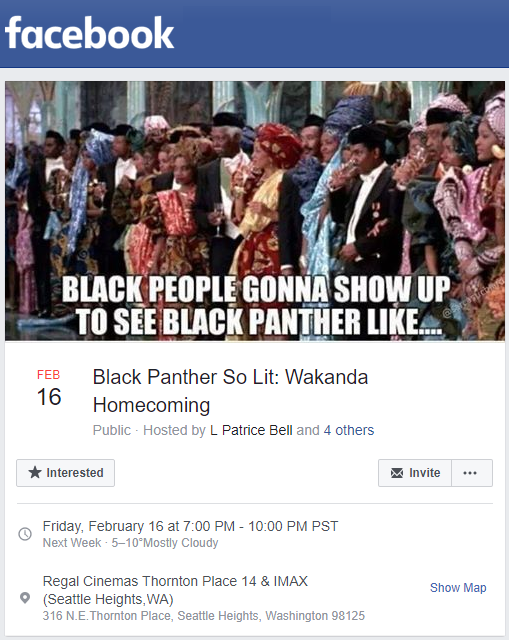 facebook
BLACK PEOPLE GONNA SHOW UP
TO SEE BLACK PANTHER LIKE....
FEB
16
Black Panther So Lit: Wakanda
Homecoming
Public · Hosted by L Patrice Bell and 4 others
Interested
Invite
Friday, February 16 at 7:00 PM - 10:00 PM PST
Next Week · 5–10°Mostly Cloudy
Regal Cinemas Thornton Place 14 & IMAX
(Seattle Heights,WA)
Show Map
316 N.E.Thornton Place, Seattle Heights, Washington 98125